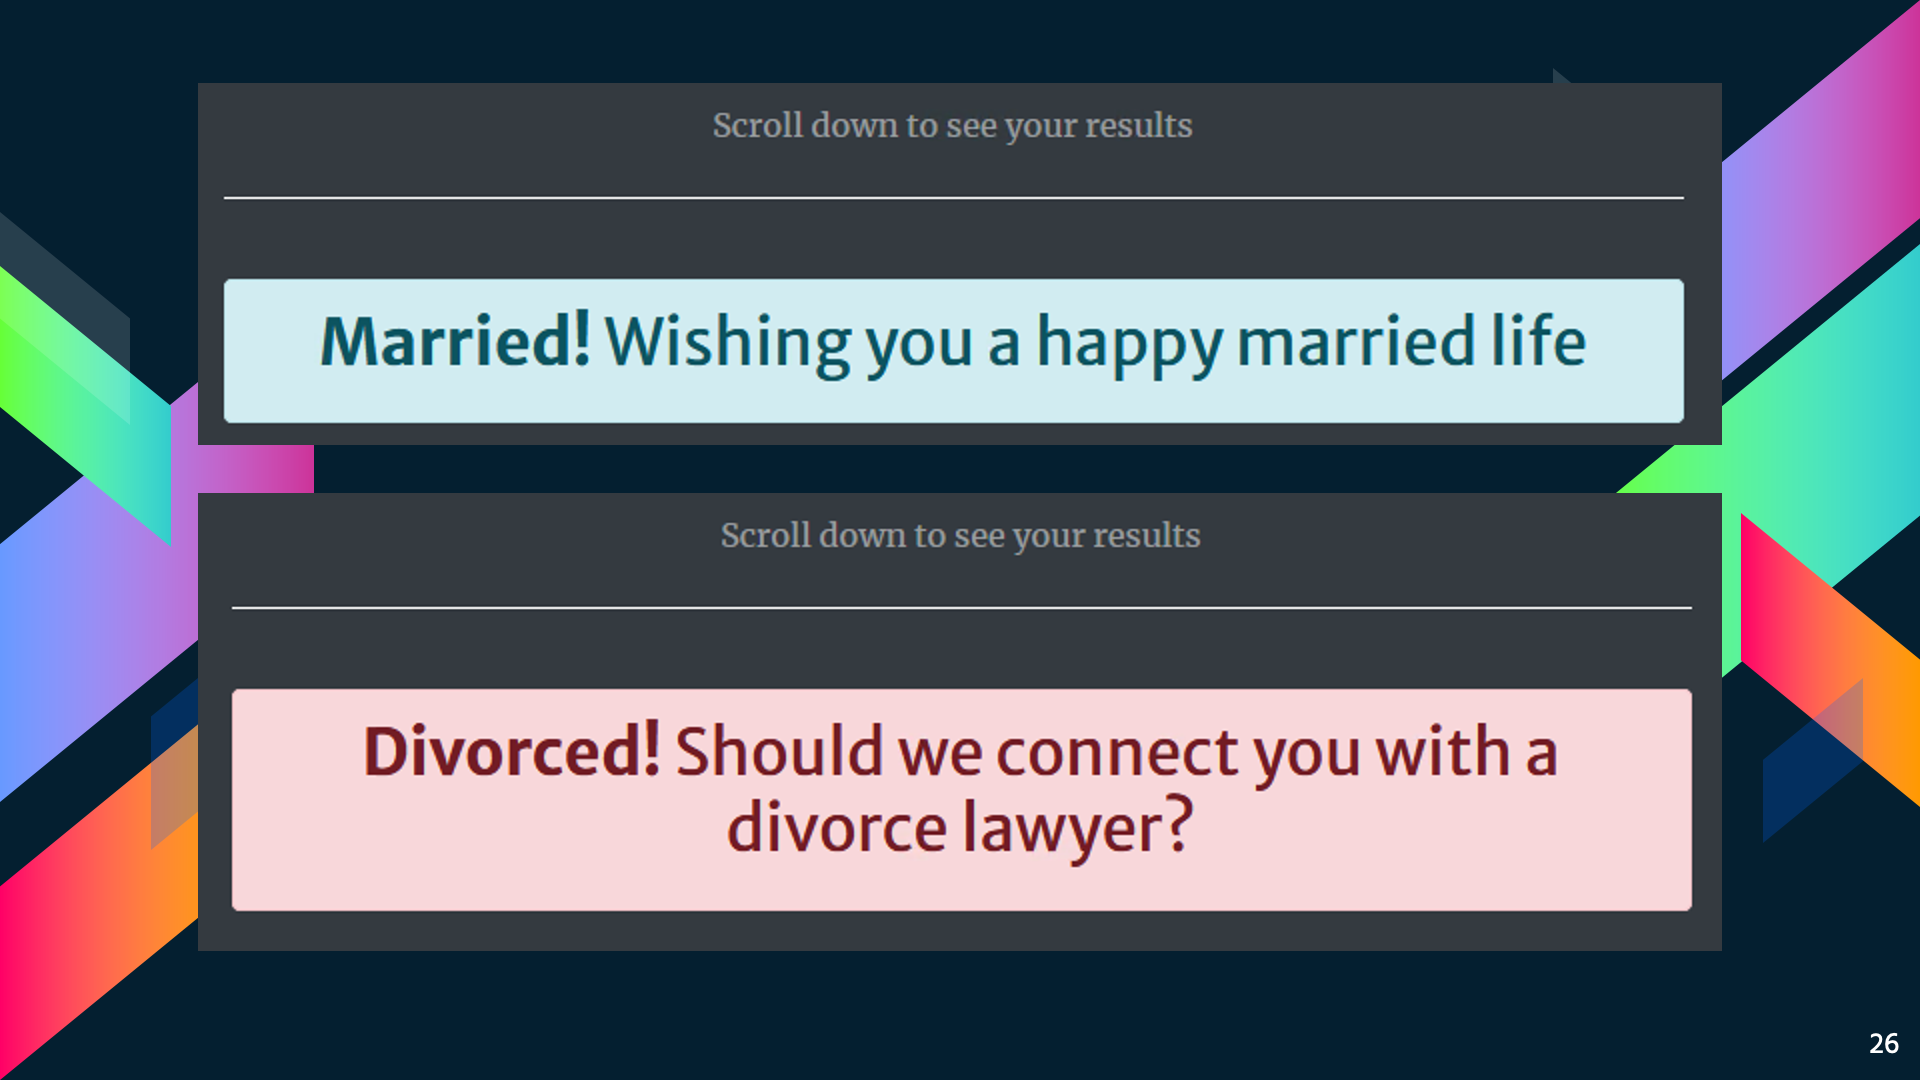 Scroll down to see your results
Married! Wishing you a happy married life
Scroll down to see your results
Divorced! Should we connect you with a
divorce lawyer?
26